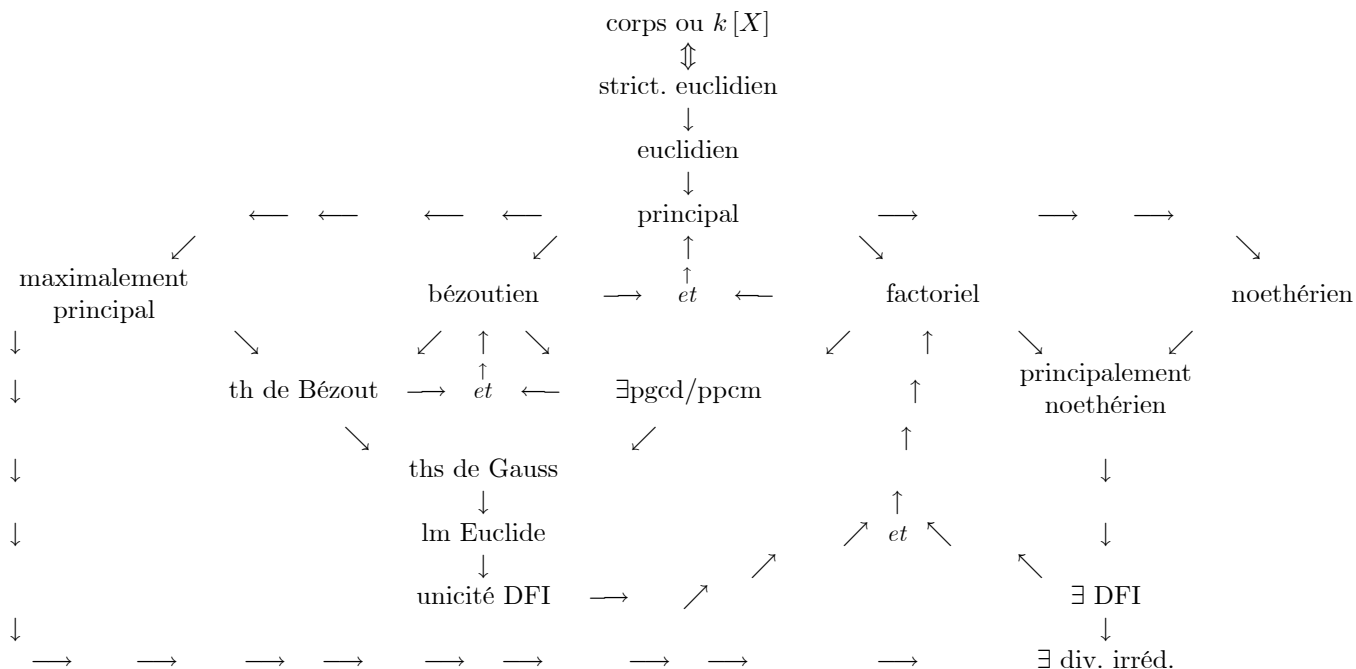 corps ou k [X]
strict. euclidien
euclidien
principal
maximalement
principal
bézoutien
et
factoriel
noethérien
th de Bézout
et
∃pgcd/ppcm
principalement
noethérien
ths de Gauss
lm Euclide
et
unicité DFI
∃ DFI
∃ div. irréd.